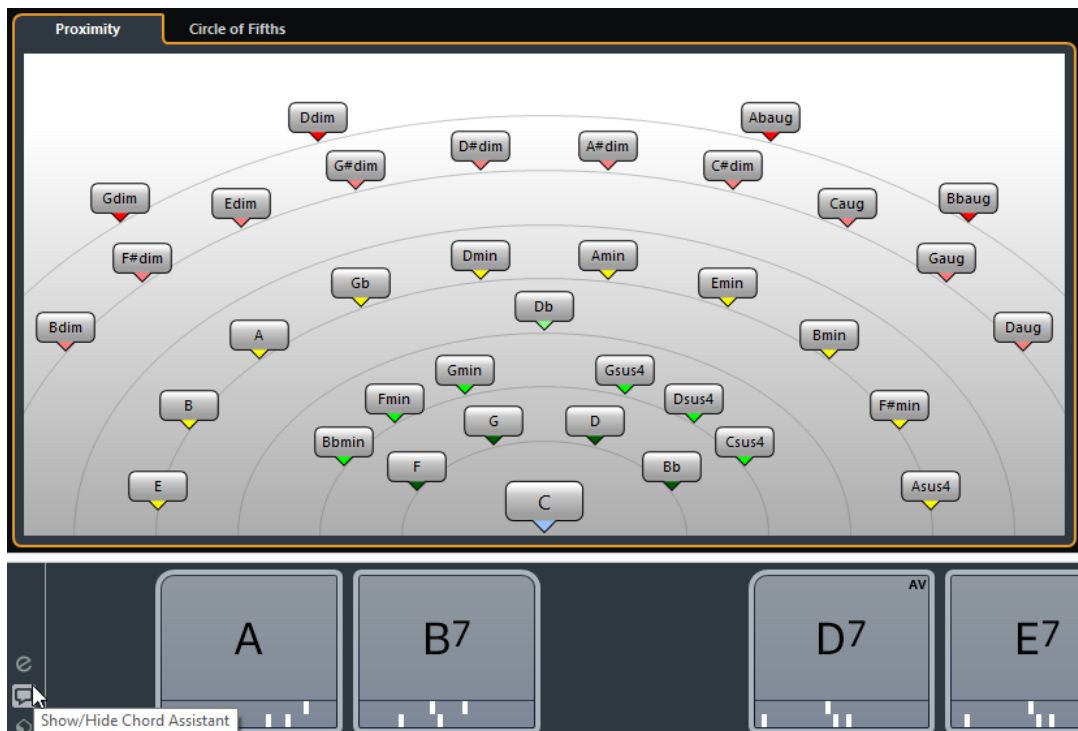 Proximity
Circle of Fifths
Ddim
Abaug
D#dim
A#dim
G#dim
C#dim
Gdim
Edim
Caug
Bbaug
F#dim
Dmin
Amin
Gaug
Gb
Emin
Db
Bdim
A
Bmin
Daug
Gmin
Gsus4
Fmin
Dsus4
B
F#min
G
D
Bbmin
Csus4
F
Bb
E
C
Asus4
AV
A
B7
D7
E7
e
Show/Hide Chord Assistant